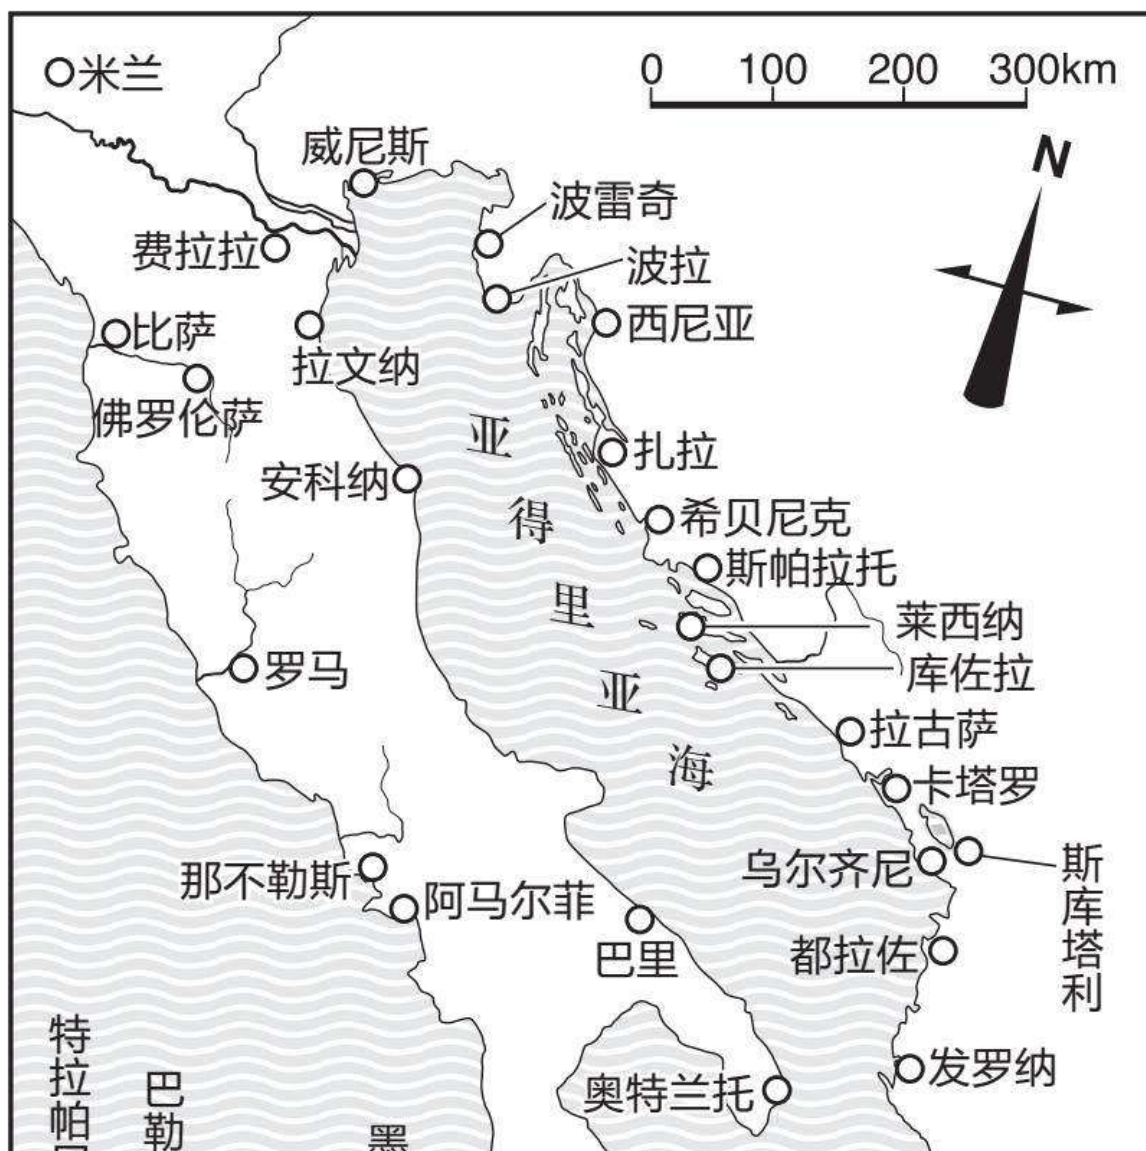 米兰
0 100 200 300km
N
威尼斯
波雷奇
费拉拉
波拉
西尼亚
比萨
拉文纳
佛罗伦萨
亚得里亚海
扎拉
安科纳
希贝尼克
斯帕拉托
莱西纳
罗马
库佐拉
拉古萨
卡塔罗
乌尔齐尼
斯库塔利
那不勒斯
阿马尔菲
巴里
都拉佐
发罗纳
奥特兰托
特拉帕
巴勒
墨